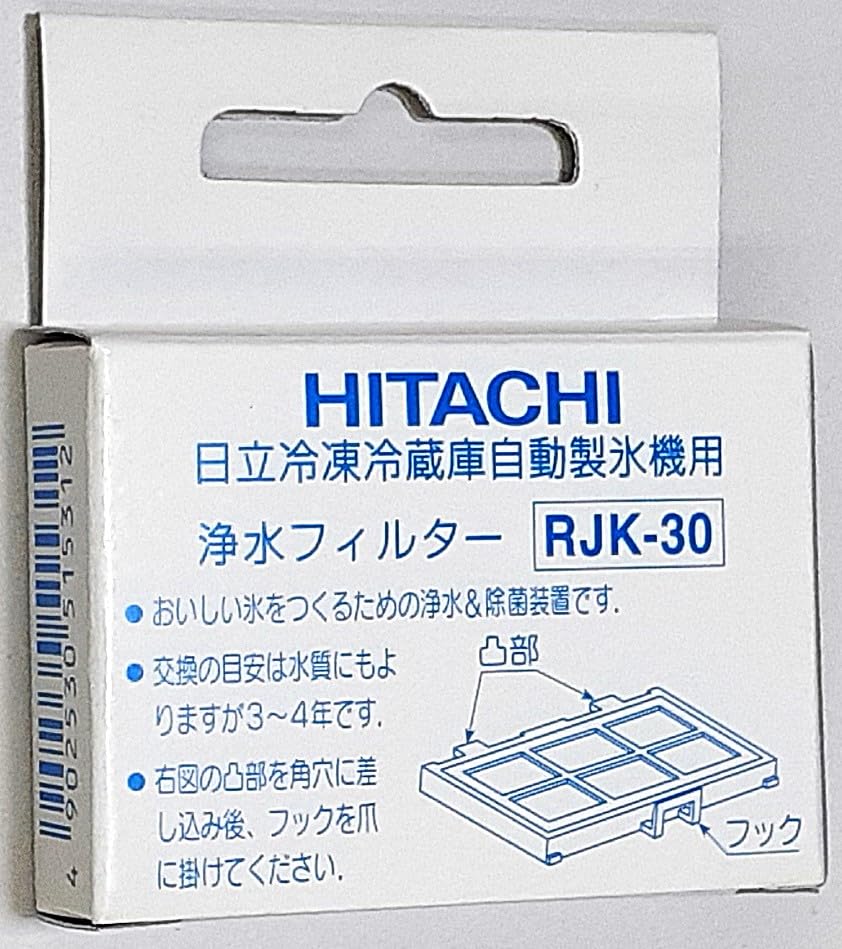 HITACHI
日立冷凍冷蔵庫自動製氷機用
浄水フィルター RJK-30
● おいしい氷をつくるための浄水&除菌装置です.
● 交換の目安は水質にもよ
りますが3〜4年です.
● 右図の凸部を角穴に差
し込み後、フックを爪
に掛けてください.
凸部
フック
4 902530 515312